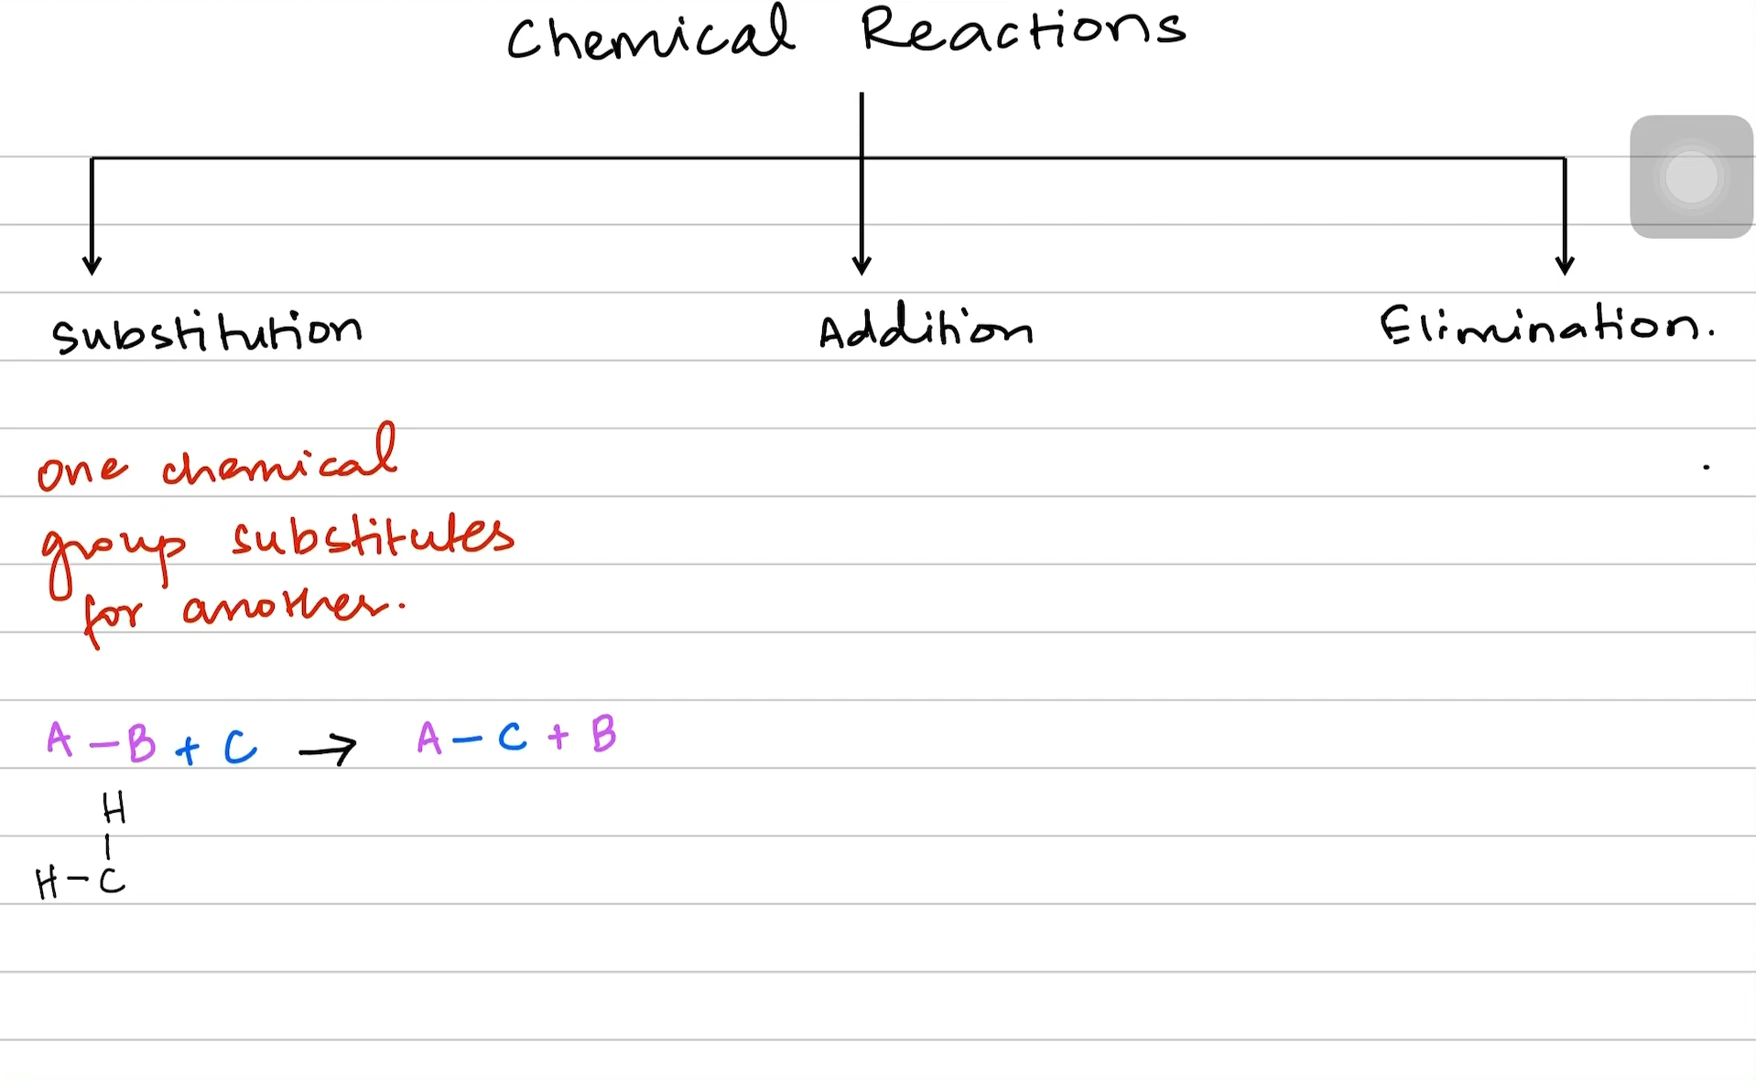 Chemical Reactions
Substitution Addition Elimination.
one chemical
group substitutes
for another.
A - B + C → A - C + B
H
|
H - C